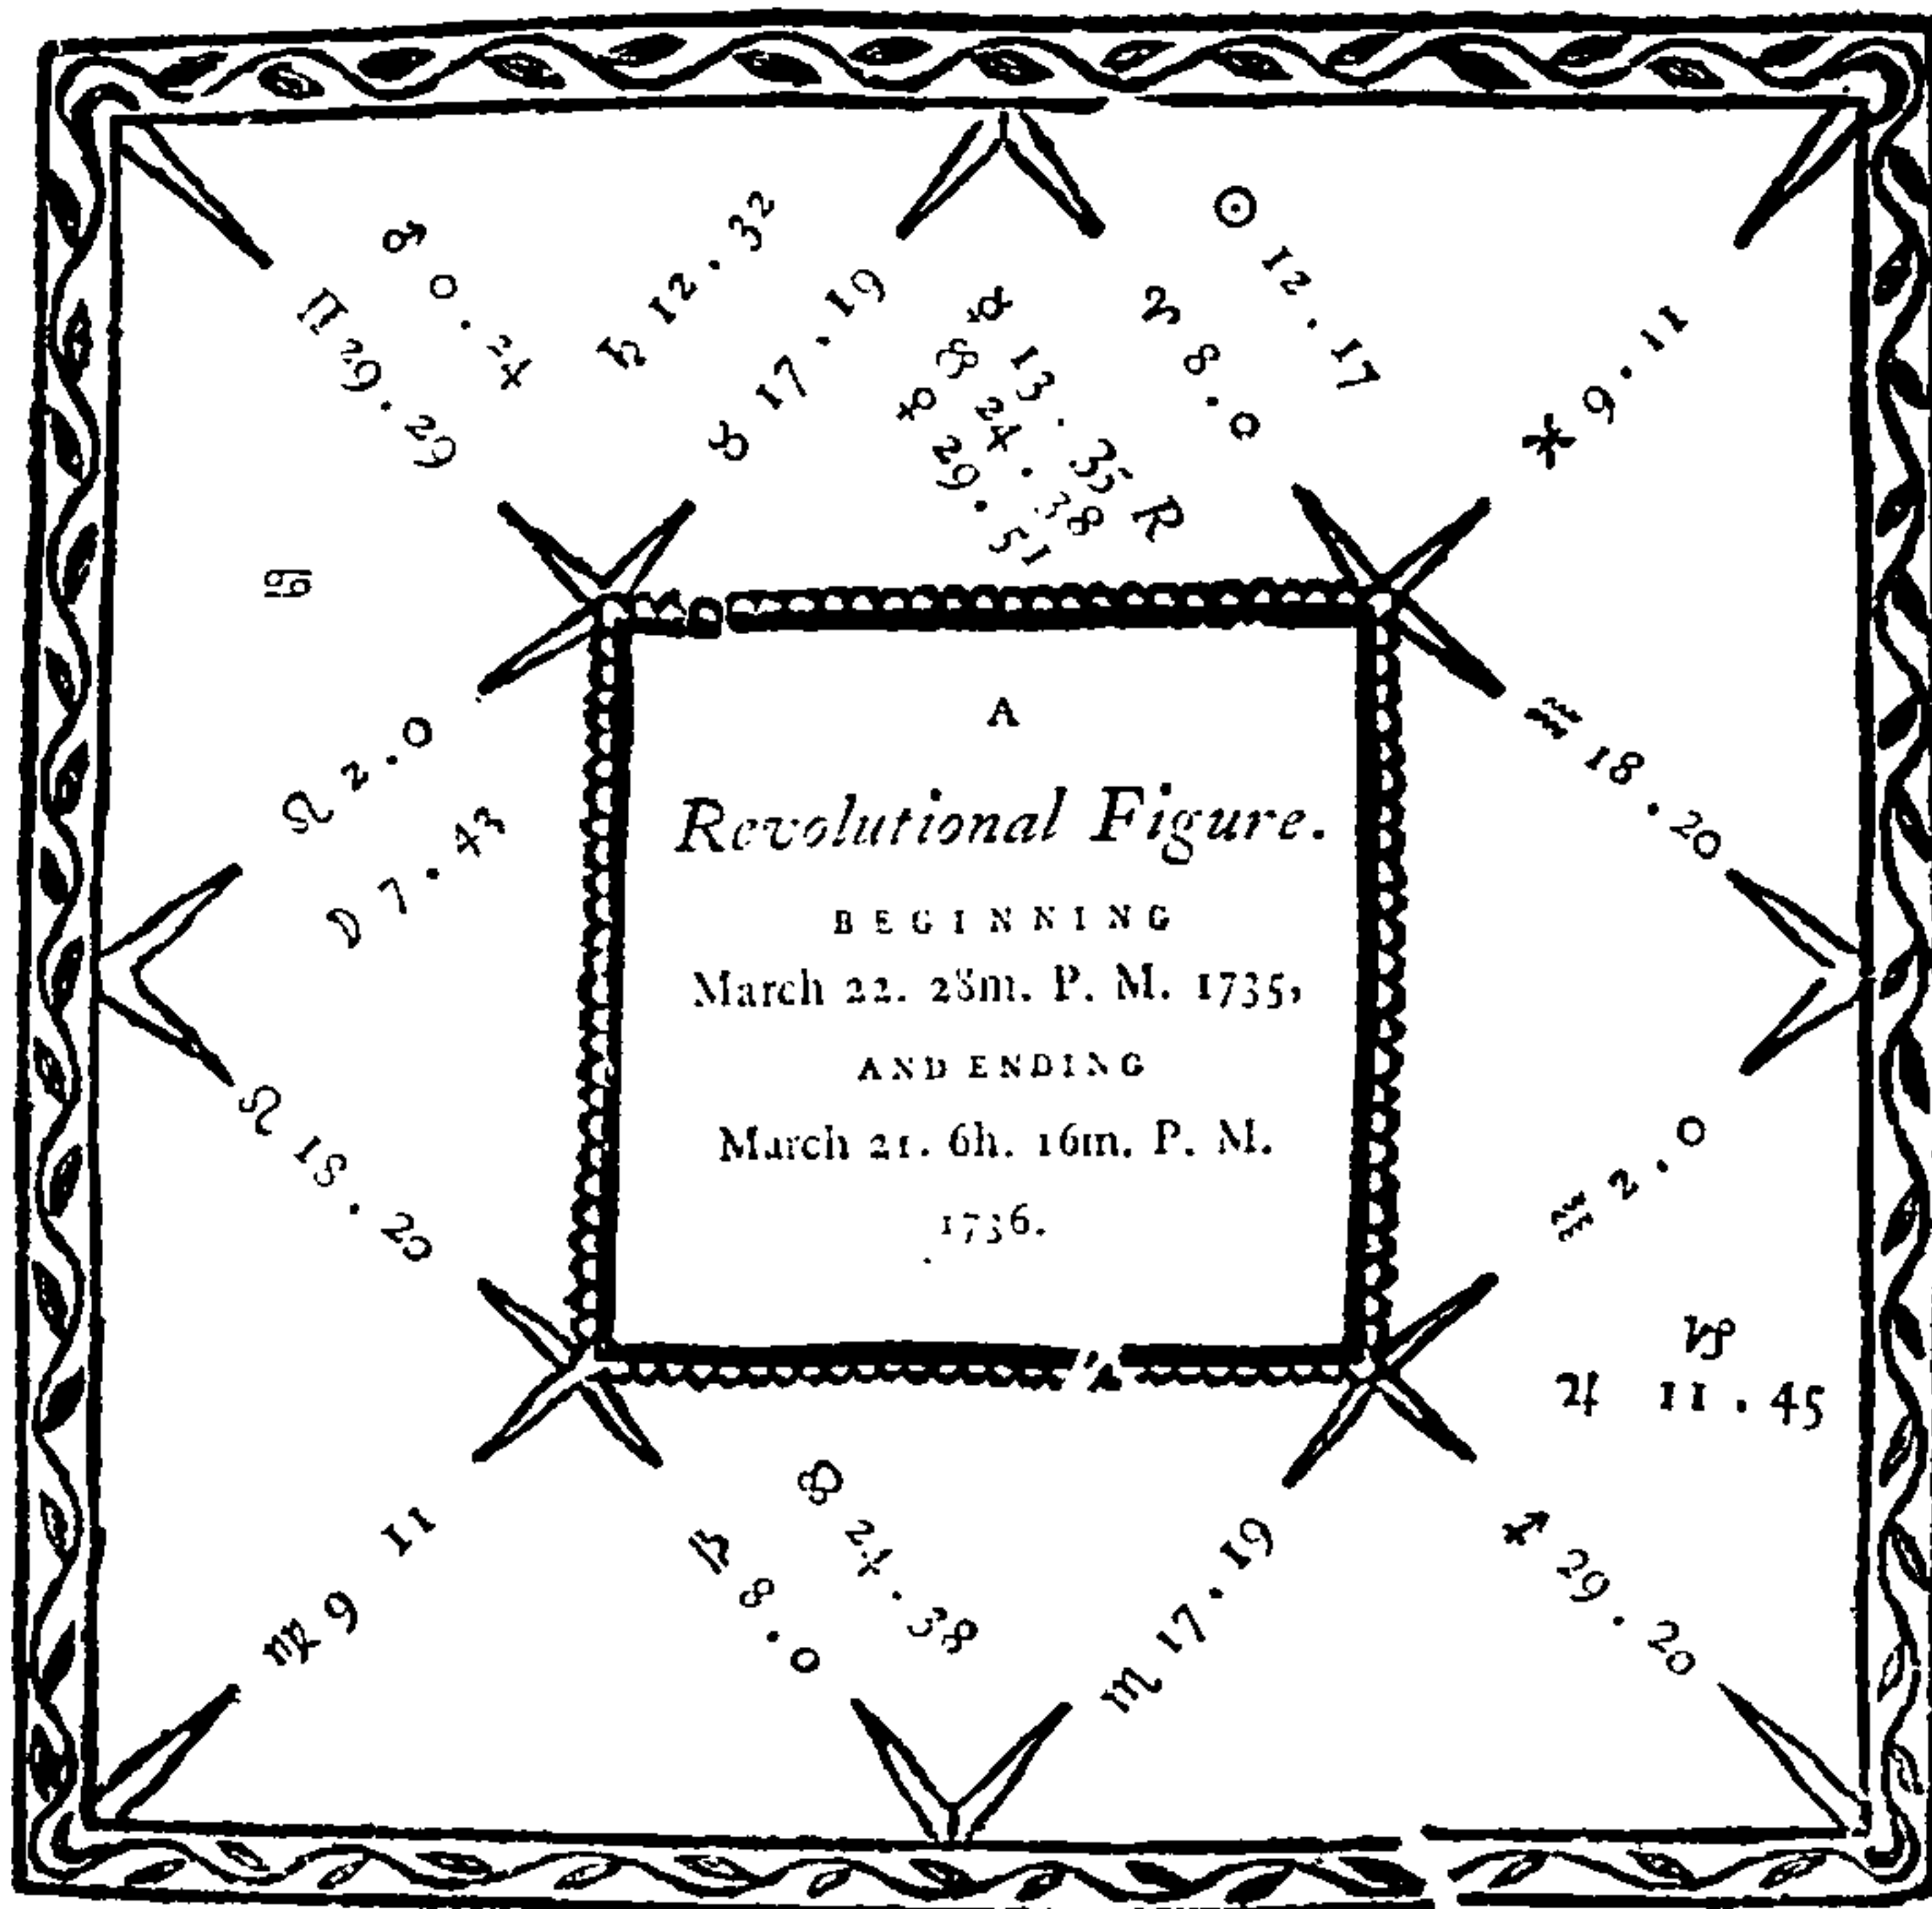 ♂ 0.24
♊ 29.29
♄ 12.32
♉ 17.19
☿ 13.35 R
☊ 24.38
♀ 29.51
♈ 8.0
☉ 12.17
♓ 9.11
♋
♌ 2.0
☽ 7.43
♒ 18.20
A
Revolutional Figure.
BEGINNING
March 22. 28m. P. M. 1735,
AND ENDING
March 21. 6h. 16m. P. M.
1736.
♌ 18.20
♒ 2.0
♑
♃ 11.45
♍ 9 11
♎ 8.0
☋ 24.38
♏ 17.19
♐ 29.20